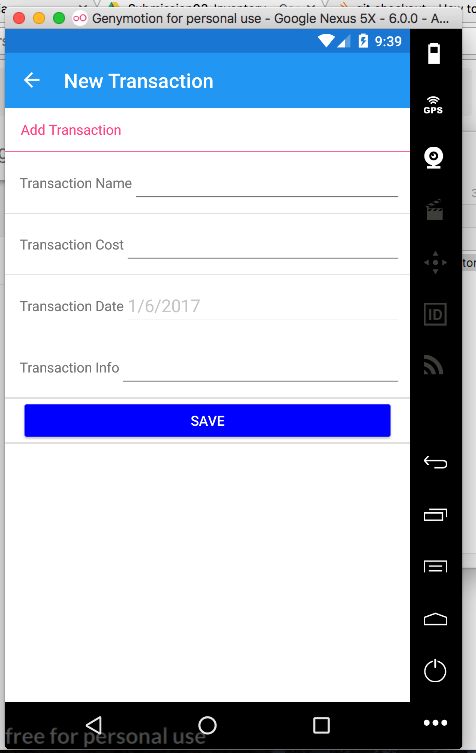 Genymotion for personal use - Google Nexus 5X - 6.0.0 - A...
9:39
New Transaction
GPS
Add Transaction
Transaction Name
Transaction Cost
ID
Transaction Date 1/6/2017
Transaction Info
SAVE
free for personal use